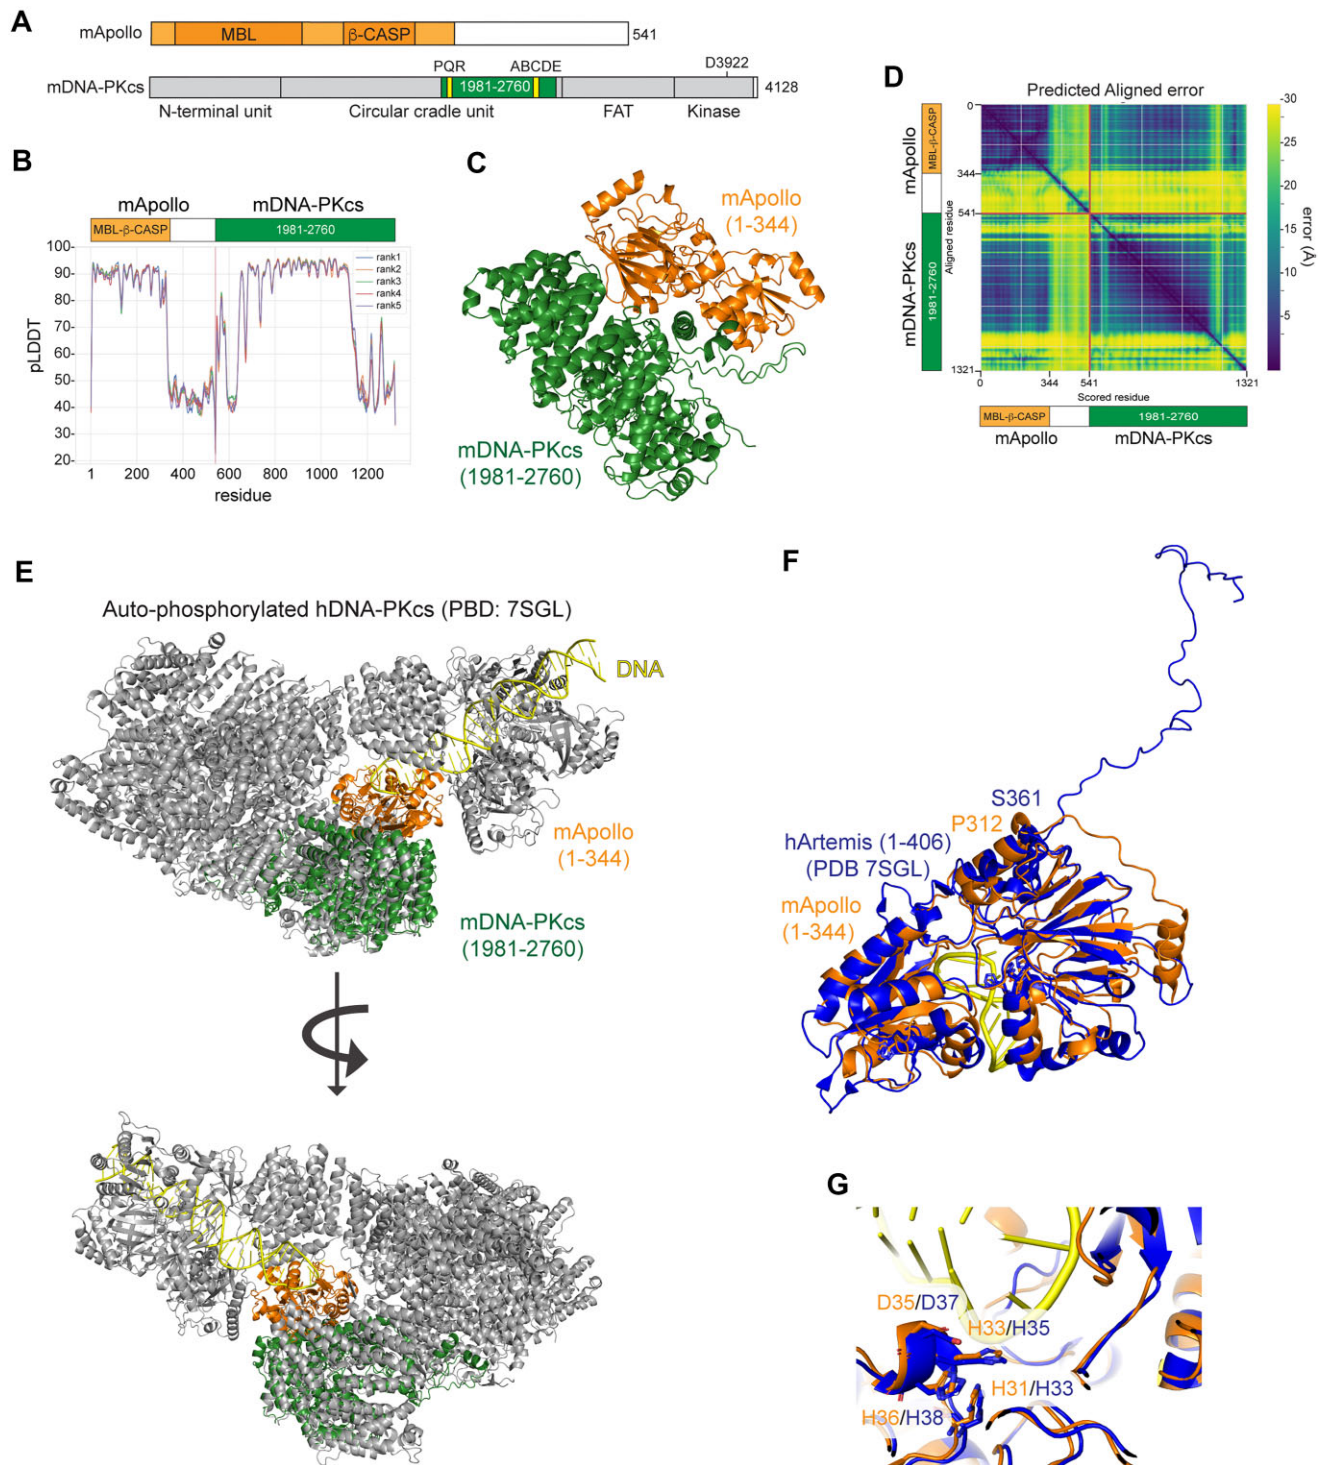 A
mApollo
MBL
β-CASP
541
PQR
ABCDE
D3922
mDNA-PKcs
1981-2760
4128
N-terminal unit
Circular cradle unit
FAT
Kinase
B
mApollo
mDNA-PKcs
MBL-β-CASP
1981-2760
100-
90-
80-
70-
60-
50-
40-
30-
20-
pLDDT
rank1
rank2
rank3
rank4
rank5
1
200
400
600
800
1000
1200
residue
C
mApollo
(1-344)
mDNA-PKcs
(1981-2760)
D
Predicted Aligned error
mApollo
MBL-β-CASP
mDNA-PKcs
1981-2760
Aligned residue
0
344
541
1321
0
344
541
1321
Scored residue
MBL-β-CASP
1981-2760
mApollo
mDNA-PKcs
30
25
20
15
10
5
error (Å)
E
Auto-phosphorylated hDNA-PKcs (PBD: 7SGL)
DNA
mApollo
(1-344)
mDNA-PKcs
(1981-2760)
F
S361
P312
hArtemis (1-406)
(PDB 7SGL)
mApollo
(1-344)
G
D35/D37
H33/H35
H31/H33
H36/H38